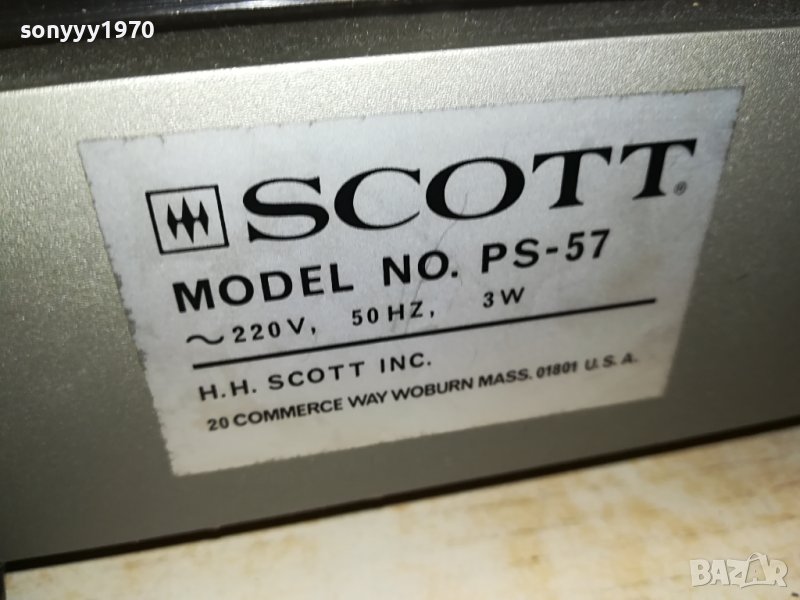 sonyyy1970
SCOTT®
MODEL NO. PS-57
~220V, 50HZ, 3W
H.H. SCOTT INC.
20 COMMERCE WAY WOBURN MASS. 01801 U.S.A.
BAZAR